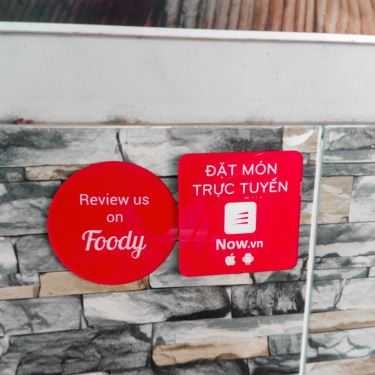 Review us
on
Foody
ĐẶT MÓN
TRỰC TUYẾN
Now.vn